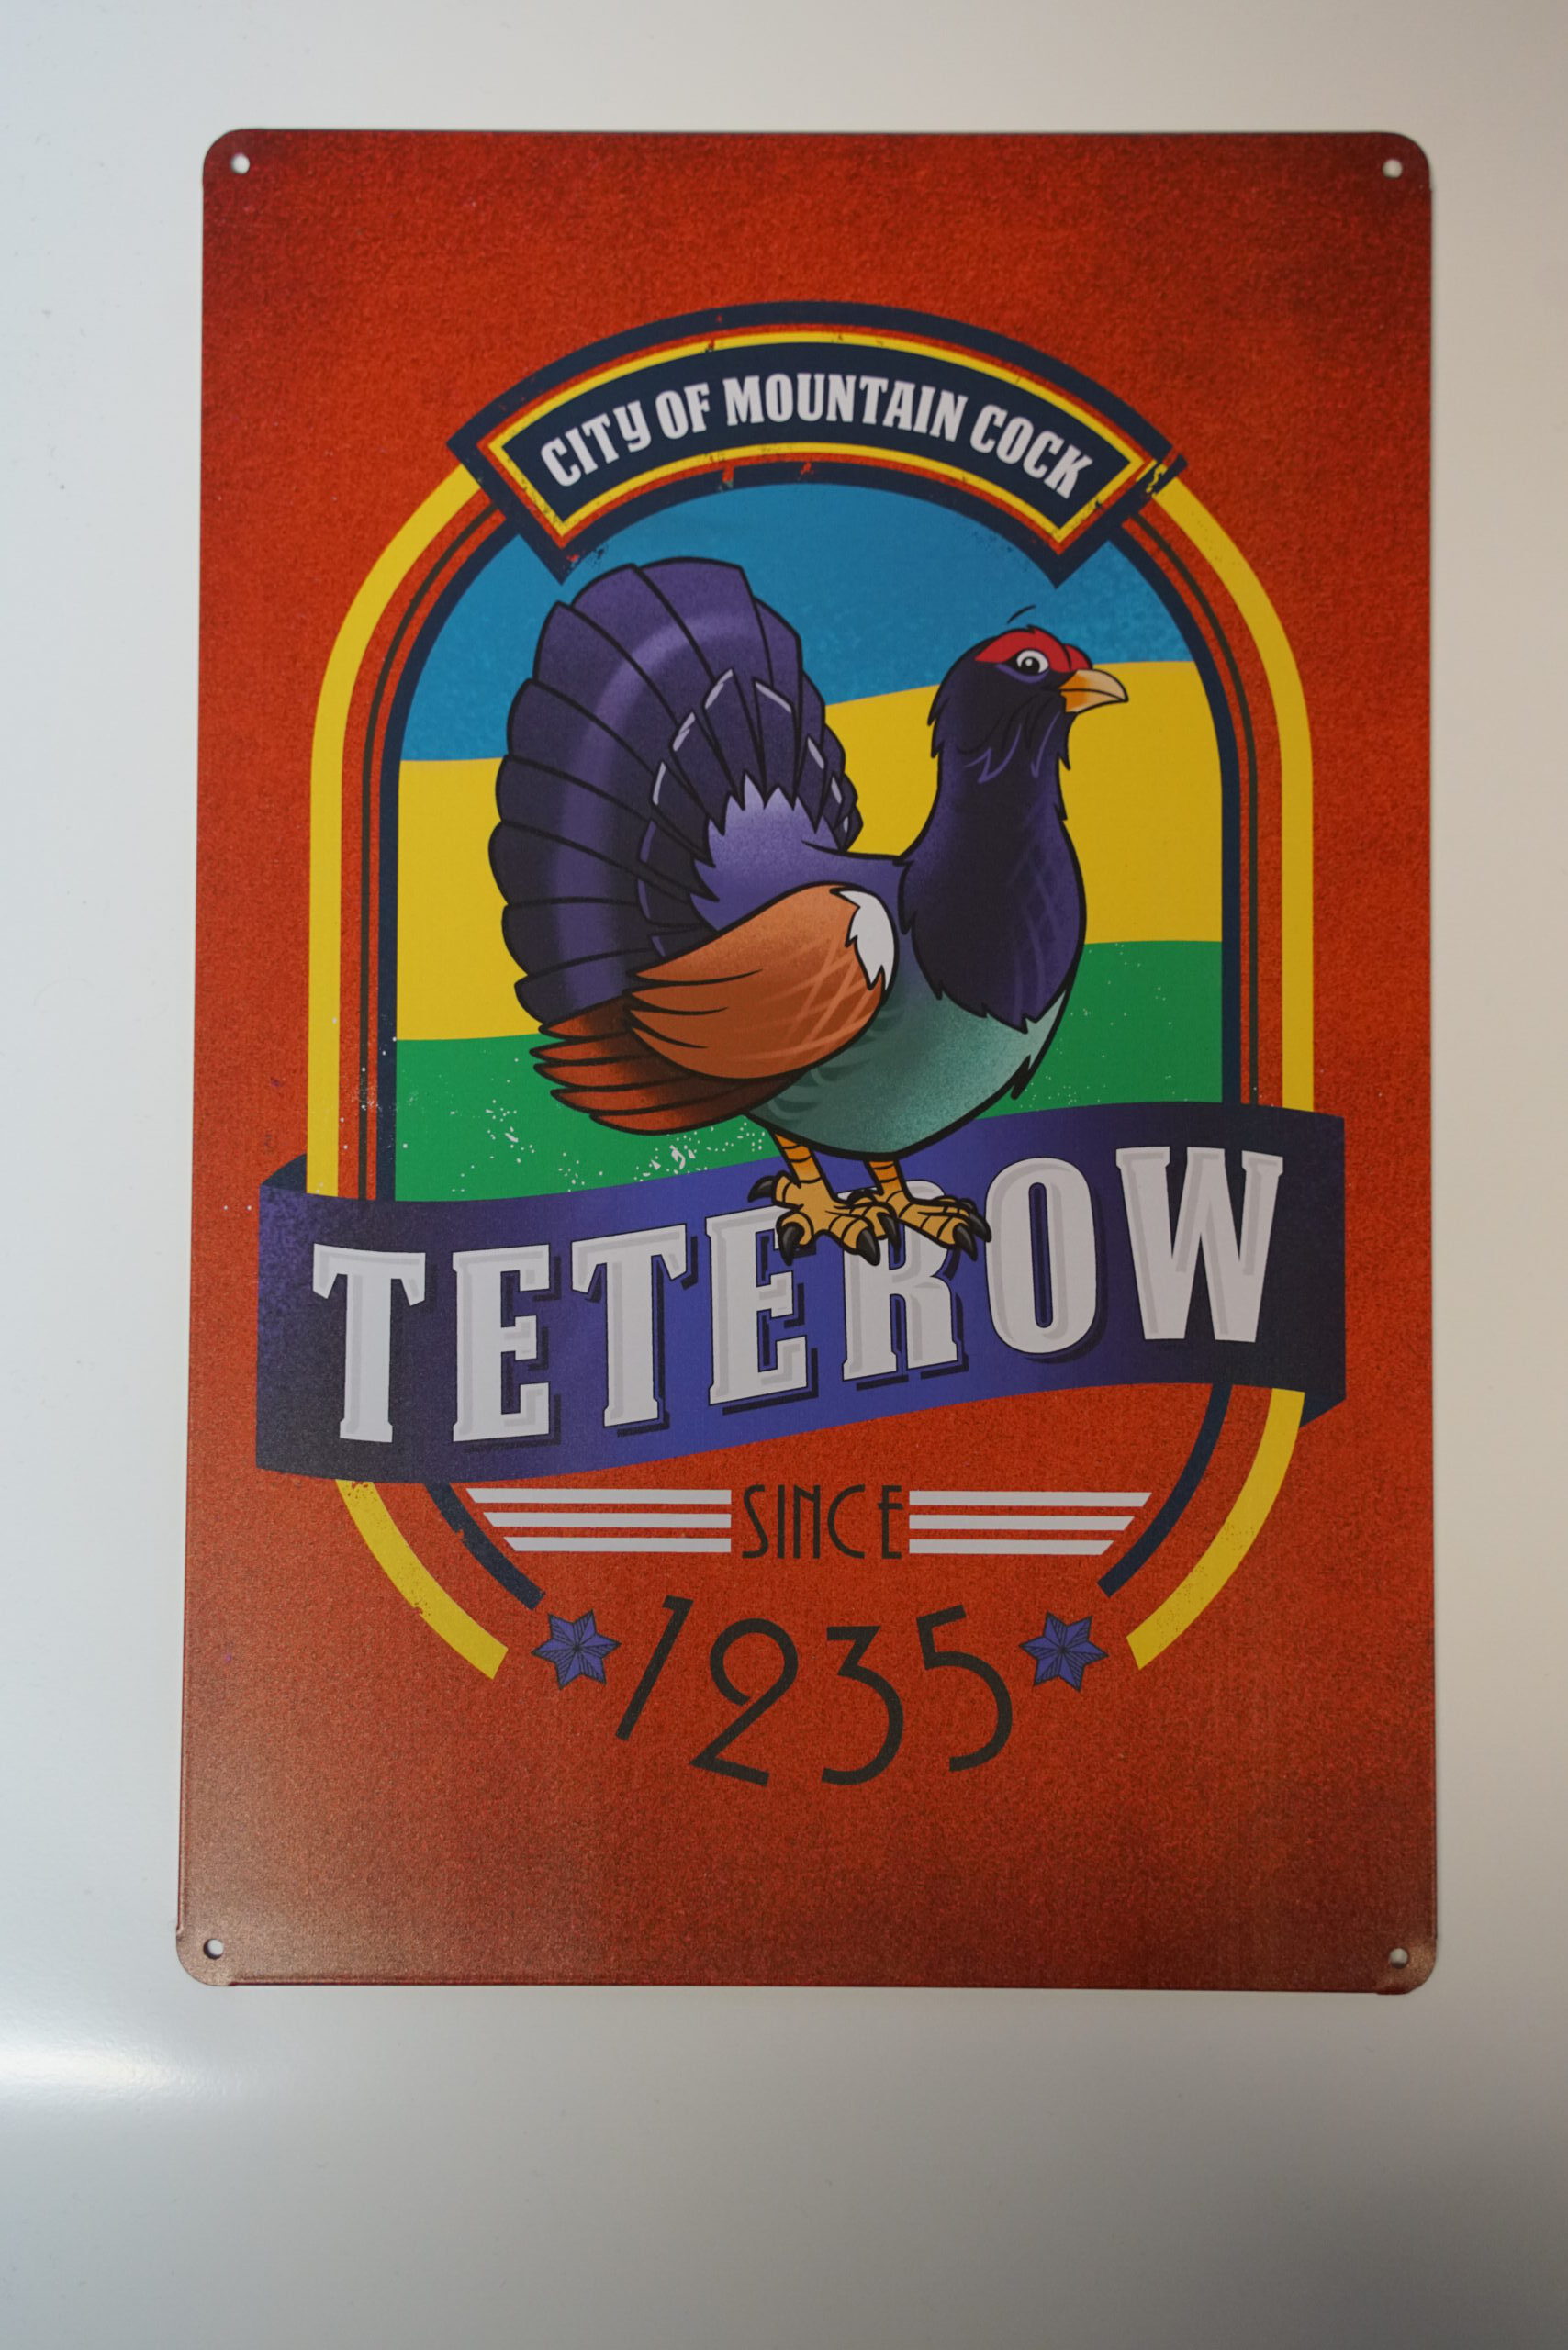 CITY OF MOUNTAIN COCK
TETEROW
SINCE
1235